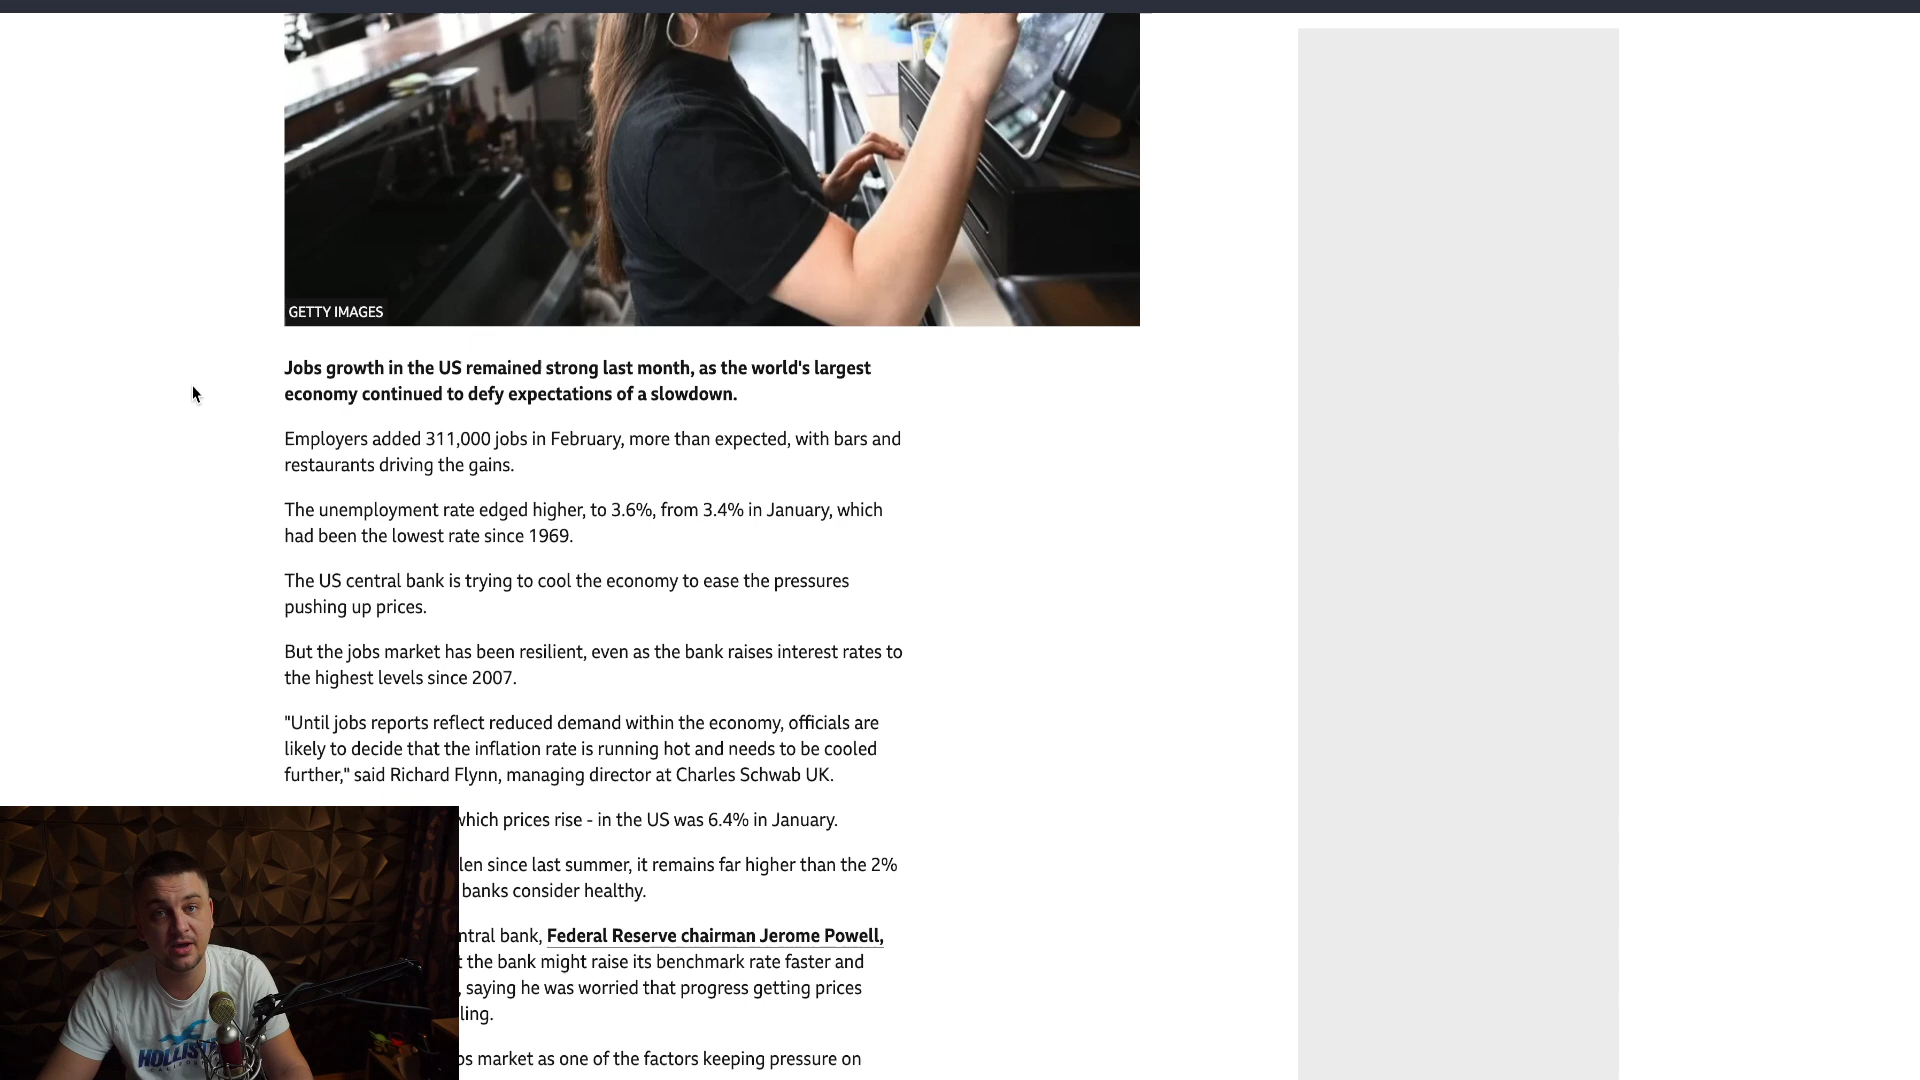 GETTY IMAGES
Jobs growth in the US remained strong last month, as the world's largest
economy continued to defy expectations of a slowdown.
Employers added 311,000 jobs in February, more than expected, with bars and
restaurants driving the gains.
The unemployment rate edged higher, to 3.6%, from 3.4% in January, which
had been the lowest rate since 1969.
The US central bank is trying to cool the economy to ease the pressures
pushing up prices.
But the jobs market has been resilient, even as the bank raises interest rates to
the highest levels since 2007.
"Until jobs reports reflect reduced demand within the economy, officials are
likely to decide that the inflation rate is running hot and needs to be cooled
further," said Richard Flynn, managing director at Charles Schwab UK.
which prices rise - in the US was 6.4% in January.
len since last summer, it remains far higher than the 2%
banks consider healthy.
ntral bank, Federal Reserve chairman Jerome Powell,
t the bank might raise its benchmark rate faster and
, saying he was worried that progress getting prices
ling.
bs market as one of the factors keeping pressure on
HOLLIS